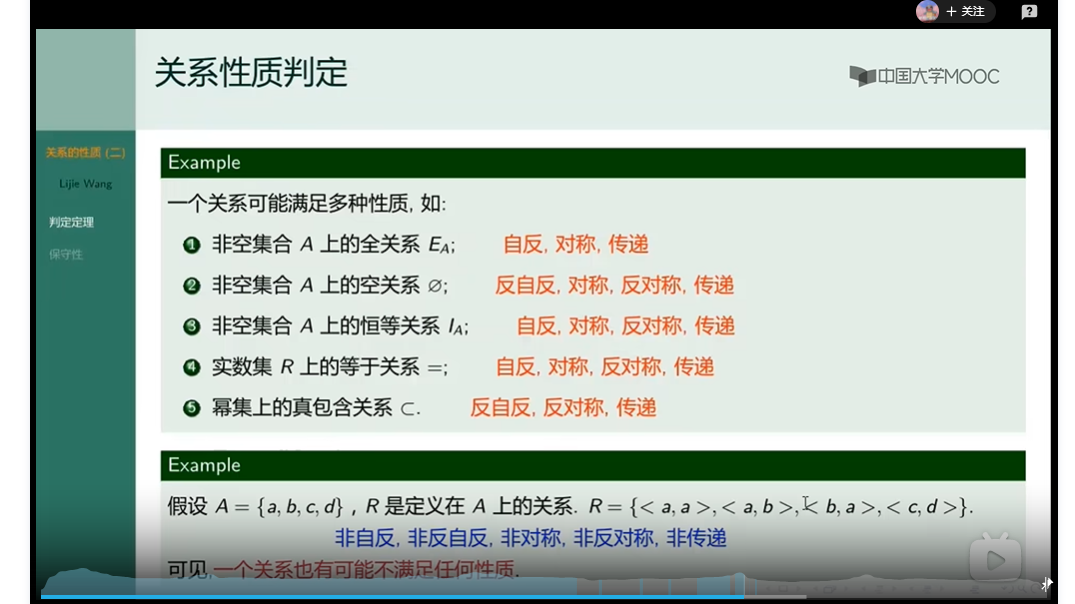 + 关注
关系性质判定
中国大学MOOC
关系的性质 (二)
Lijie Wang
判定定理
保守性
Example
一个关系可能满足多种性质, 如:
1 非空集合 A 上的全关系 E_A; 自反, 对称, 传递
2 非空集合 A 上的空关系 ∅; 反自反, 对称, 反对称, 传递
3 非空集合 A 上的恒等关系 I_A; 自反, 对称, 反对称, 传递
4 实数集 R 上的等于关系 =; 自反, 对称, 反对称, 传递
5 幂集上的真包含关系 ⊂. 反自反, 反对称, 传递
Example
假设 A = {a, b, c, d} , R 是定义在 A 上的关系. R = {< a, a >, < a, b >, < b, a >, < c, d >}.
非自反, 非反自反, 非对称, 非反对称, 非传递
可见,一个关系也有可能不满足任何性质.